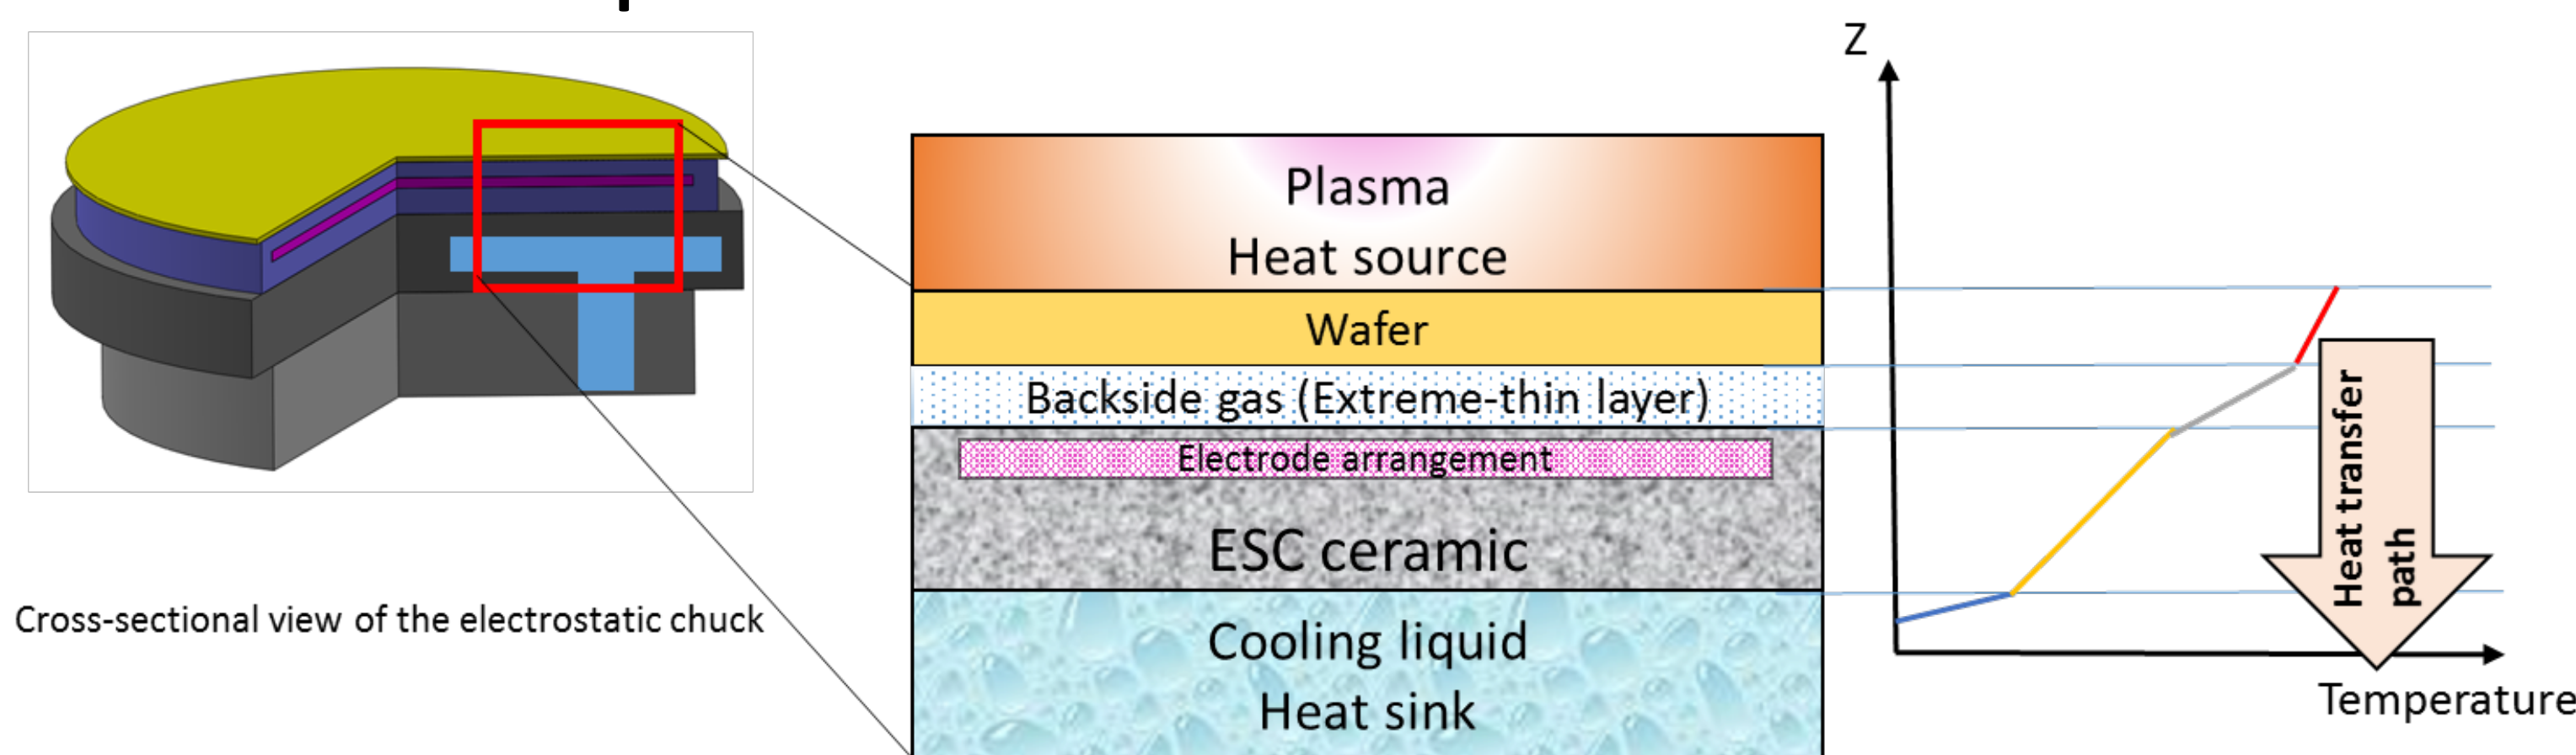 Cross-sectional view of the electrostatic chuck
Plasma
Heat source
Wafer
Backside gas (Extreme-thin layer)
Electrode arrangement
ESC ceramic
Cooling liquid
Heat sink
Z
Heat transfer
path
Temperature